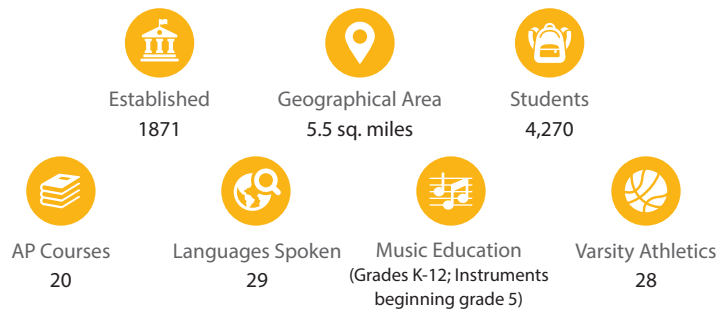 Established
1871
Geographical Area
5.5 sq. miles
Students
4,270
AP Courses
20
Languages Spoken
29
Music Education
(Grades K-12; Instruments
beginning grade 5)
Varsity Athletics
28